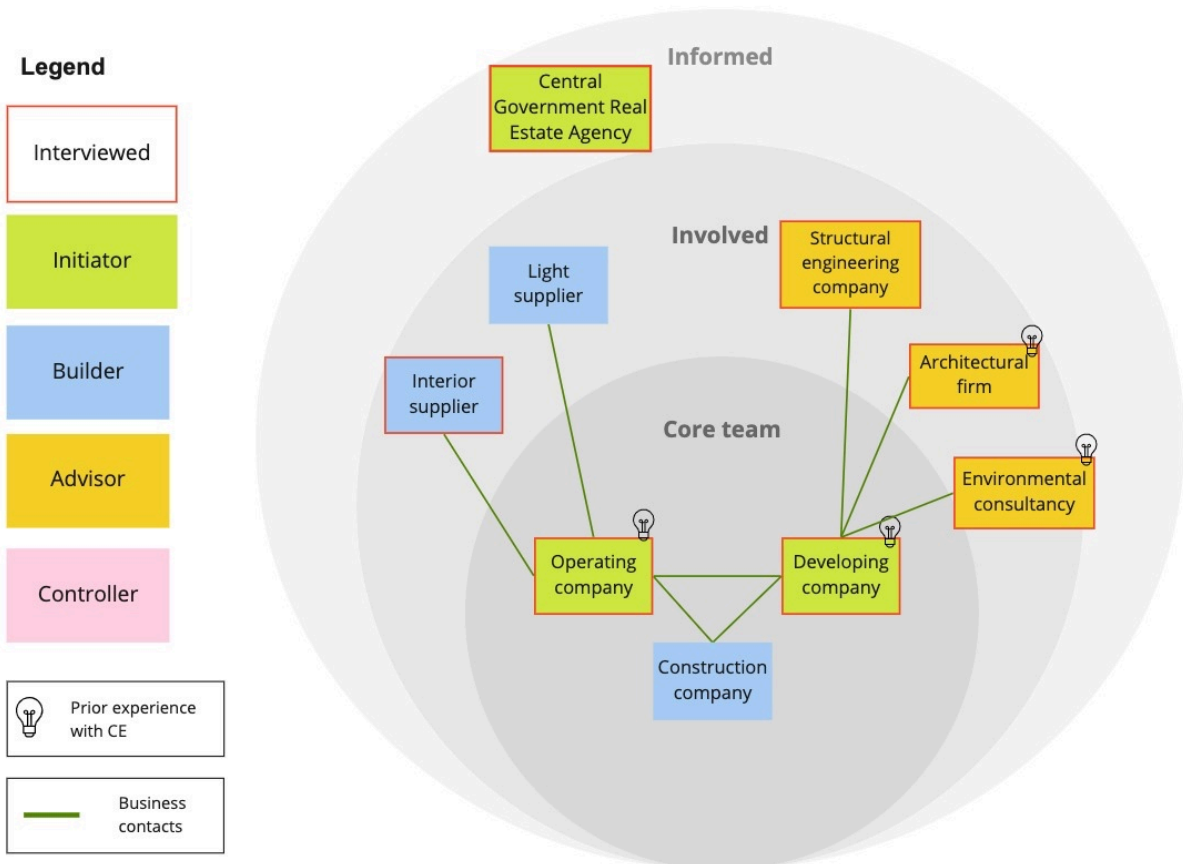 Legend
Interviewed
Initiator
Builder
Advisor
Controller
Prior experience
with CE
Business
contacts
Informed
Central
Government Real
Estate Agency
Involved
Structural
engineering
company
Light
supplier
Architectural
firm
Interior
supplier
Core team
Environmental
consultancy
Operating
company
Developing
company
Construction
company